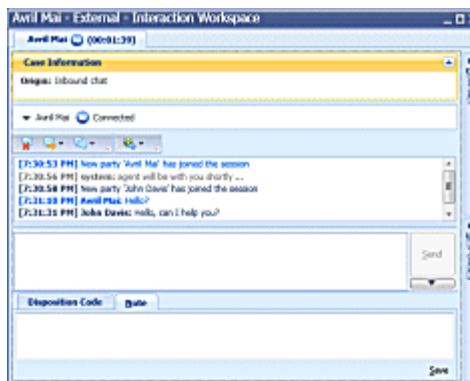 Avril Mai - External - Interaction Workspace
Avril Mai (00:01:39)
Case Information
Origin: Inbound chat
Avril Mai Connected
[7:30:53 PM] New party 'Avril Mai' has joined the session
[7:30:56 PM] system: agent will be with you shortly ...
[7:30:58 PM] New party 'John Davis' has joined the session
[7:31:10 PM] Avril Mai: Hello?
[7:31:31 PM] John Davis: Hello, can I help you?
Send
Disposition Code Note
Save